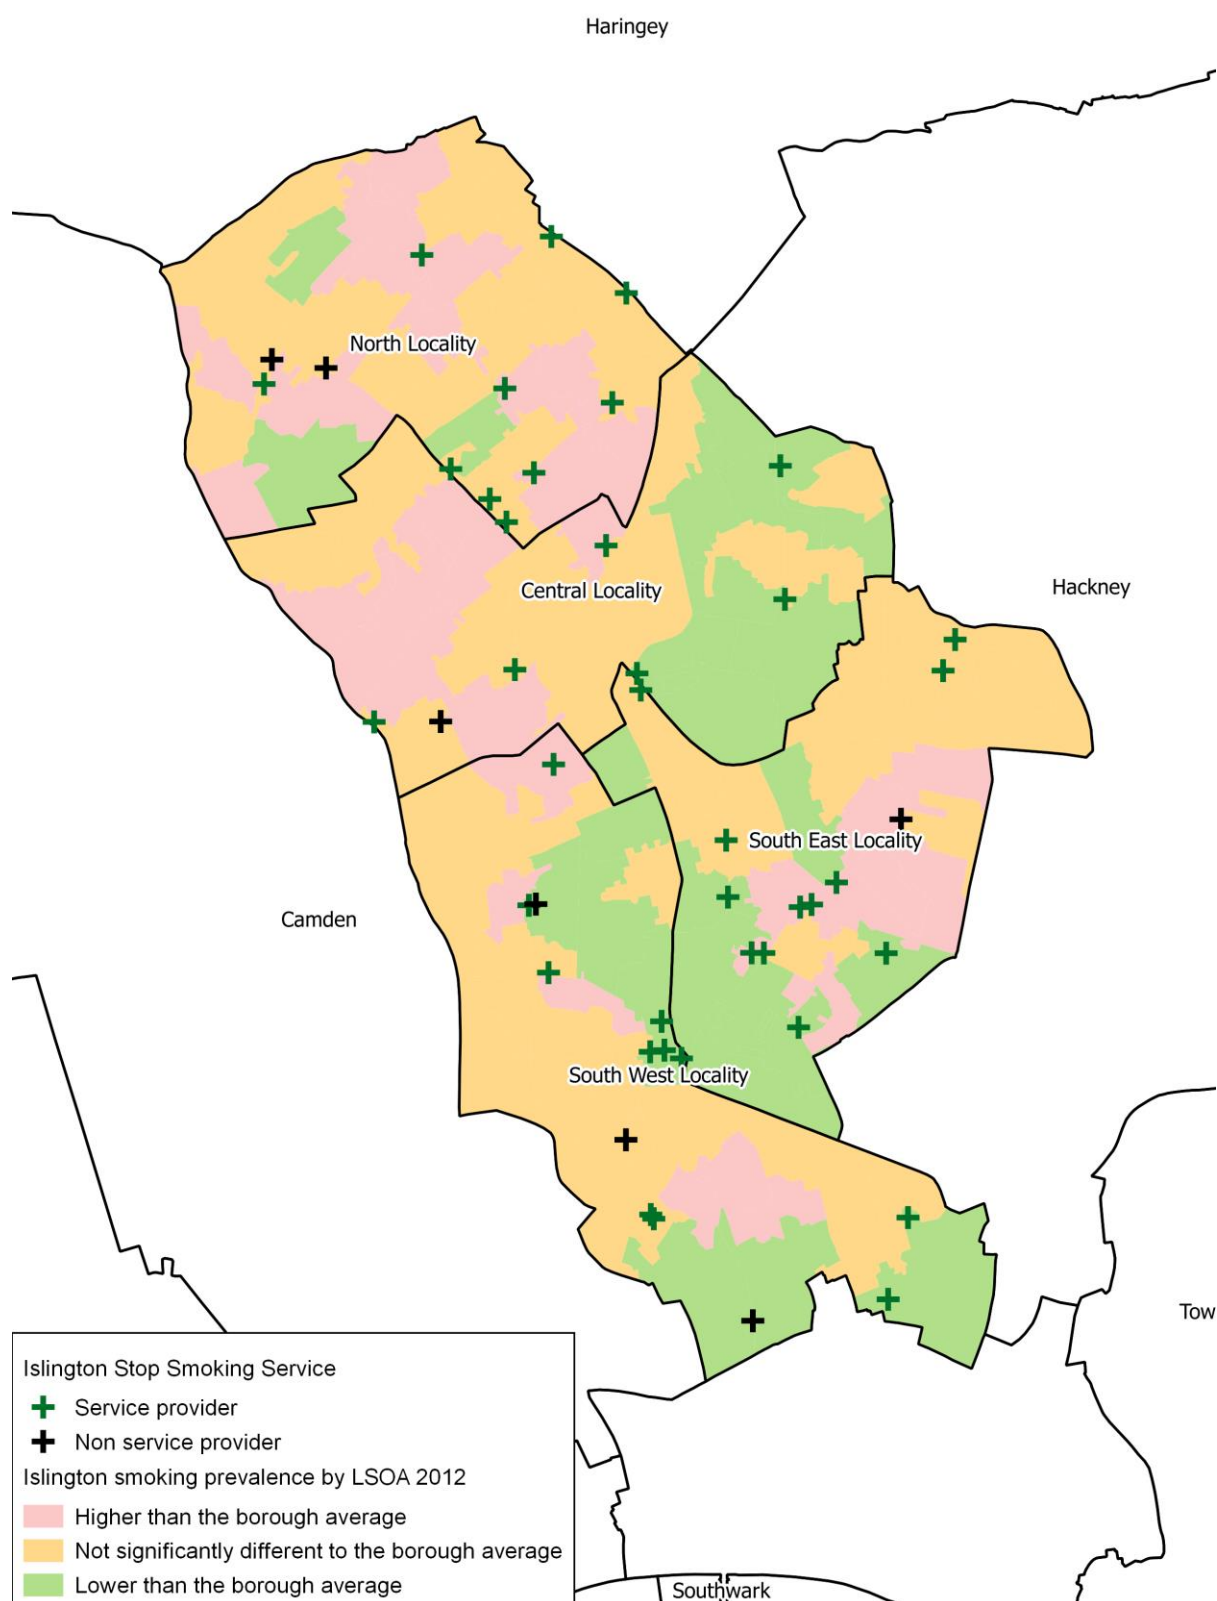 Haringey
North Locality
Central Locality
Hackney
South East Locality
Camden
South West Locality
Tow
Islington Stop Smoking Service
Service provider
Non service provider
Islington smoking prevalence by LSOA 2012
Higher than the borough average
Not significantly different to the borough average
Lower than the borough average
Southwark